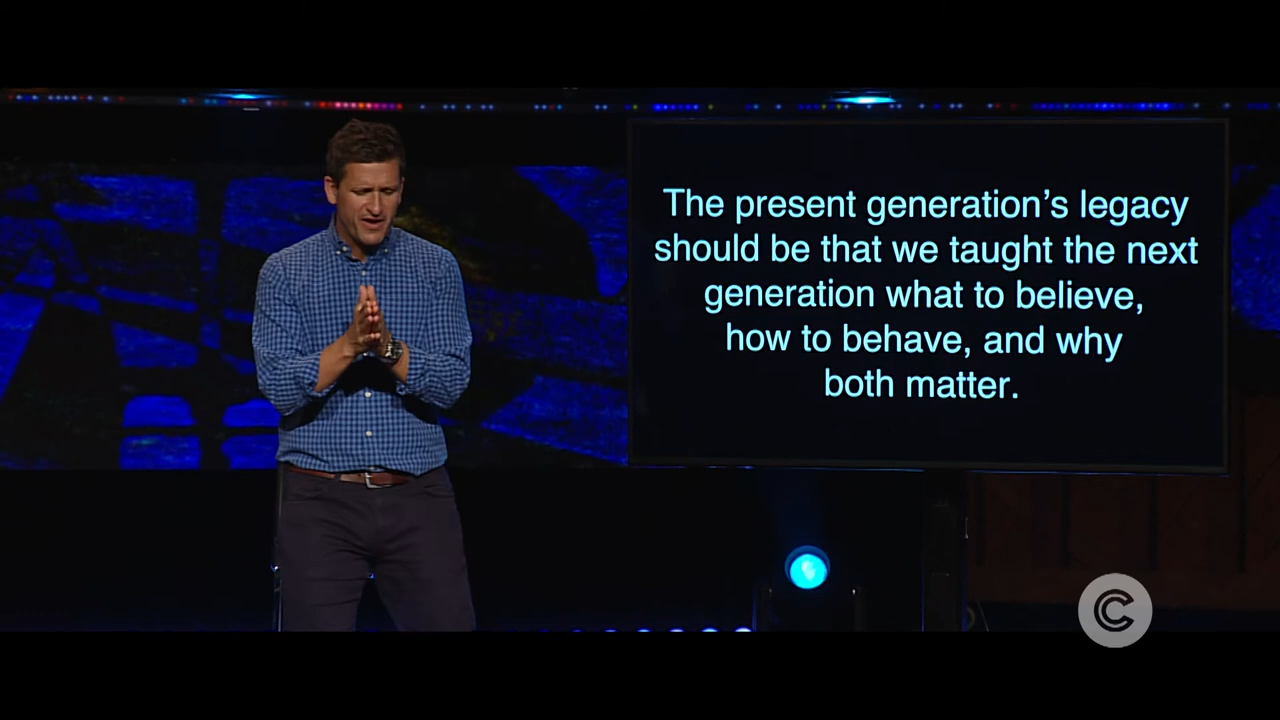 The present generation’s legacy
should be that we taught the next
generation what to believe,
how to behave, and why
both matter.